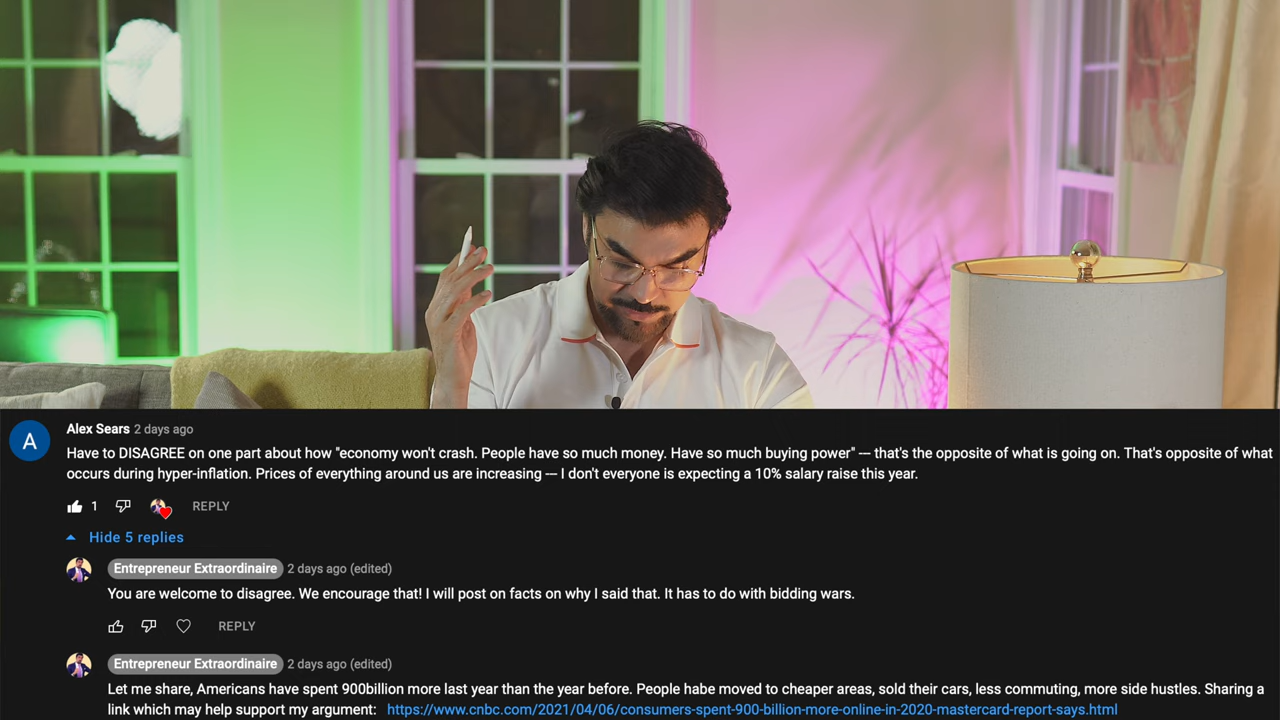 Alex Sears 2 days ago
Have to DISAGREE on one part about how "economy won't crash. People have so much money. Have so much buying power" --- that's the opposite of what is going on. That's opposite of what
occurs during hyper-inflation. Prices of everything around us are increasing --- I don't everyone is expecting a 10% salary raise this year.
A
1 REPLY
Hide 5 replies
Entrepreneur Extraordinaire 2 days ago (edited)
You are welcome to disagree. We encourage that! I will post on facts on why I said that. It has to do with bidding wars.
REPLY
Entrepreneur Extraordinaire 2 days ago (edited)
Let me share, Americans have spent 900billion more last year than the year before. People habe moved to cheaper areas, sold their cars, less commuting, more side hustles. Sharing a
link which may help support my argument: https://www.cnbc.com/2021/04/06/consumers-spent-900-billion-more-online-in-2020-mastercard-report-says.html